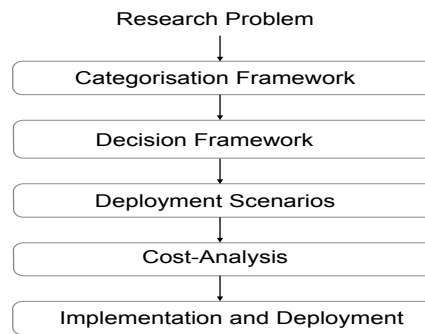 Research Problem
Categorisation Framework
Decision Framework
Deployment Scenarios
Cost-Analysis
Implementation and Deployment